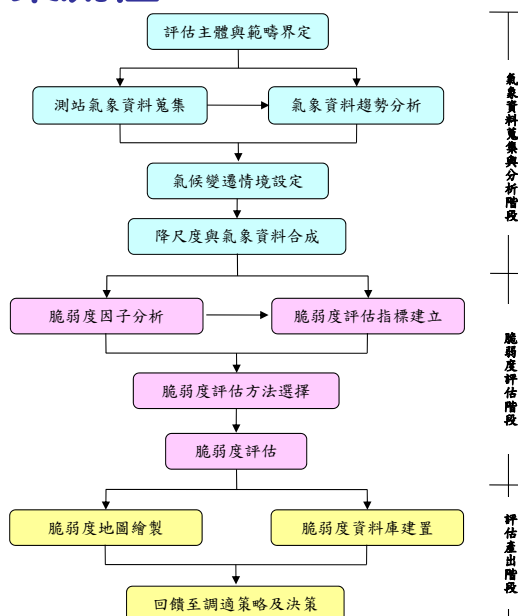 評估主體與範疇界定
測站氣象資料蒐集
氣象資料趨勢分析
氣候變遷情境設定
降尺度與氣象資料合成
脆弱度因子分析
脆弱度評估指標建立
脆弱度評估方法選擇
脆弱度評估
脆弱度地圖繪製
脆弱度資料庫建置
回饋至調適策略及決策
氣象資料蒐集與分析階段
脆弱度評估階段
評估產出階段